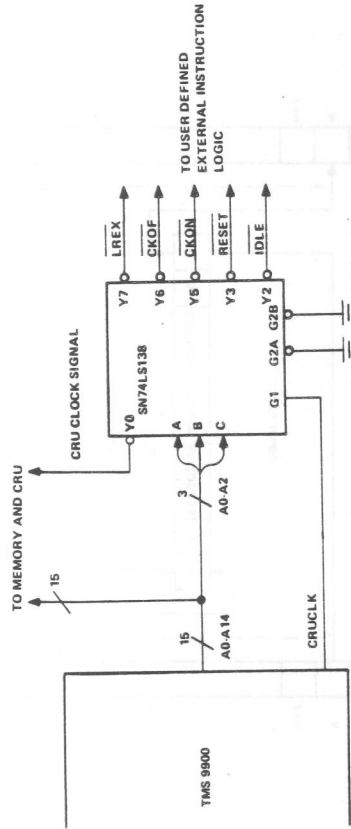 TO MEMORY AND CRU
15
CRU CLOCK SIGNAL
TMS 9900
15
A0-A14
3
A0-A2
CRUCLK
Y0
SN74LS138
A
B
C
G1
G2A
G2B
Y7
Y6
Y5
Y3
Y2
LREX
CKOF
CKON
RESET
IDLE
TO USER DEFINED
EXTERNAL INSTRUCTION
LOGIC